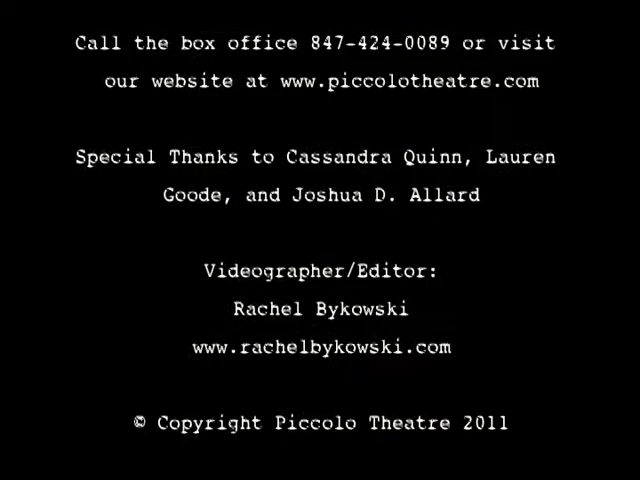 Call the box office 847-424-0089 or visit
our website at www.piccolotheatre.com
Special Thanks to Cassandra Quinn, Lauren
Goode, and Joshua D. Allard
Videographer/Editor:
Rachel Bykowski
www.rachelbykowski.com
© Copyright Piccolo Theatre 2011